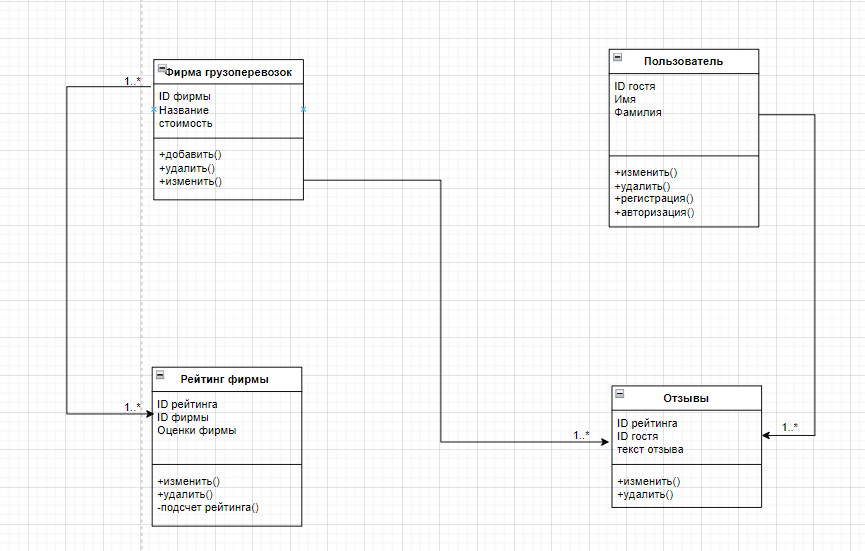 Фирма грузоперевозок
1..*
ID фирмы
Название
стоимость
+добавить()
+удалить()
+изменить()
Пользователь
ID гостя
Имя
Фамилия
+изменить()
+удалить()
+регистрация()
+авторизация()
Рейтинг фирмы
1..*
ID рейтинга
ID фирмы
Оценки фирмы
+изменить()
+удалить()
-подсчет рейтинга()
Отзывы
1..*
1..*
ID рейтинга
ID гостя
текст отзыва
+изменить()
+удалить()